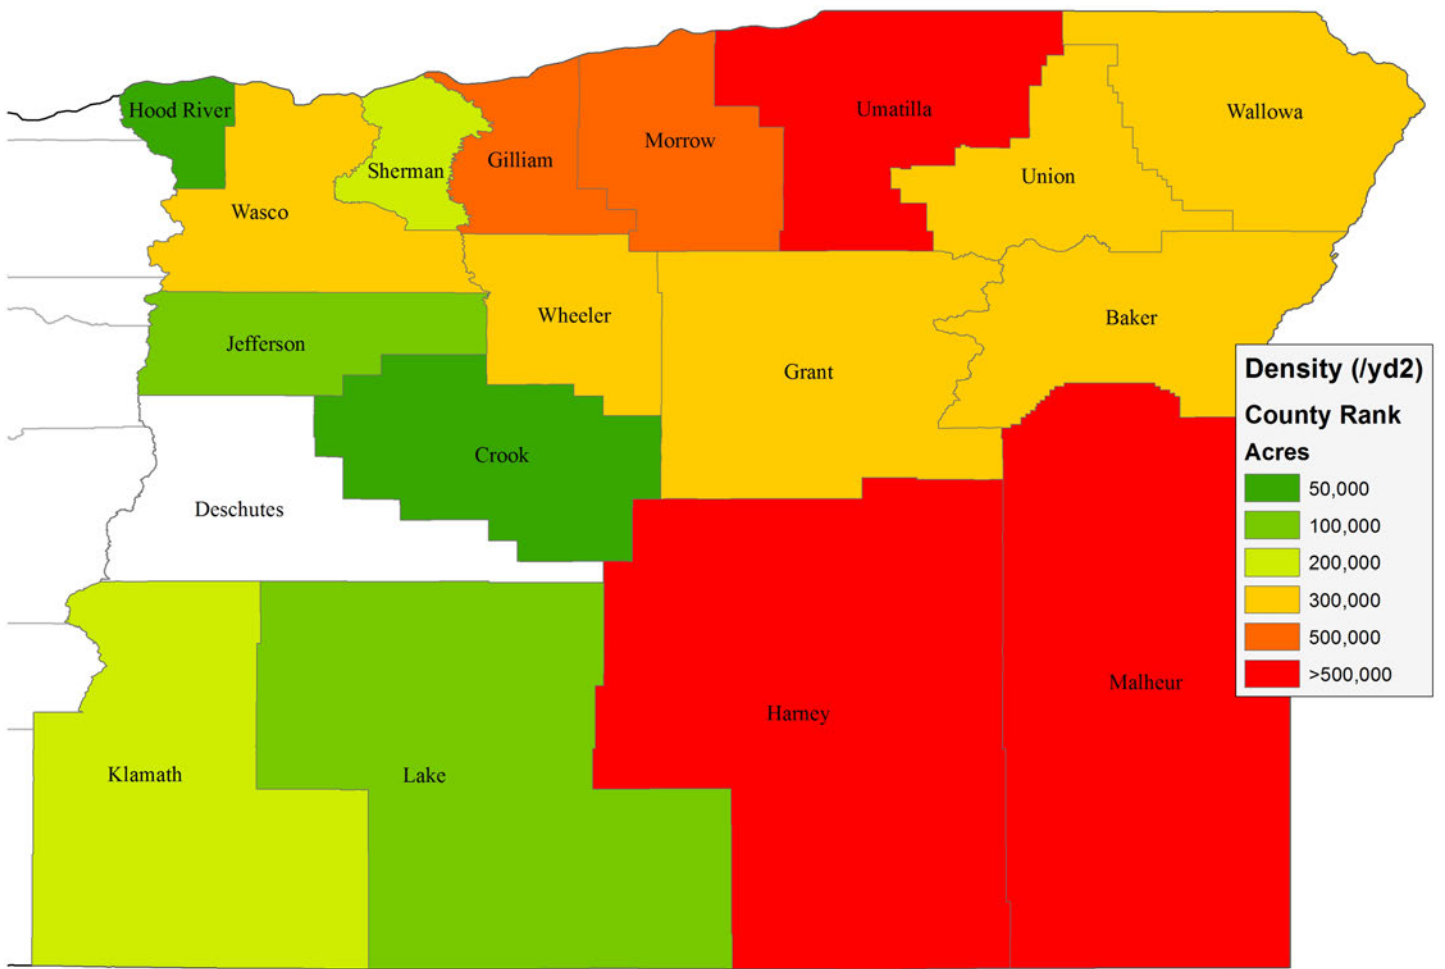 Hood River
Umatilla
Wallowa
Morrow
Gilliam
Sherman
Union
Wasco
Wheeler
Baker
Jefferson
Grant
Crook
Deschutes
Malheur
Harney
Klamath
Lake
Density (/yd2)
County Rank
Acres
50,000
100,000
200,000
300,000
500,000
>500,000